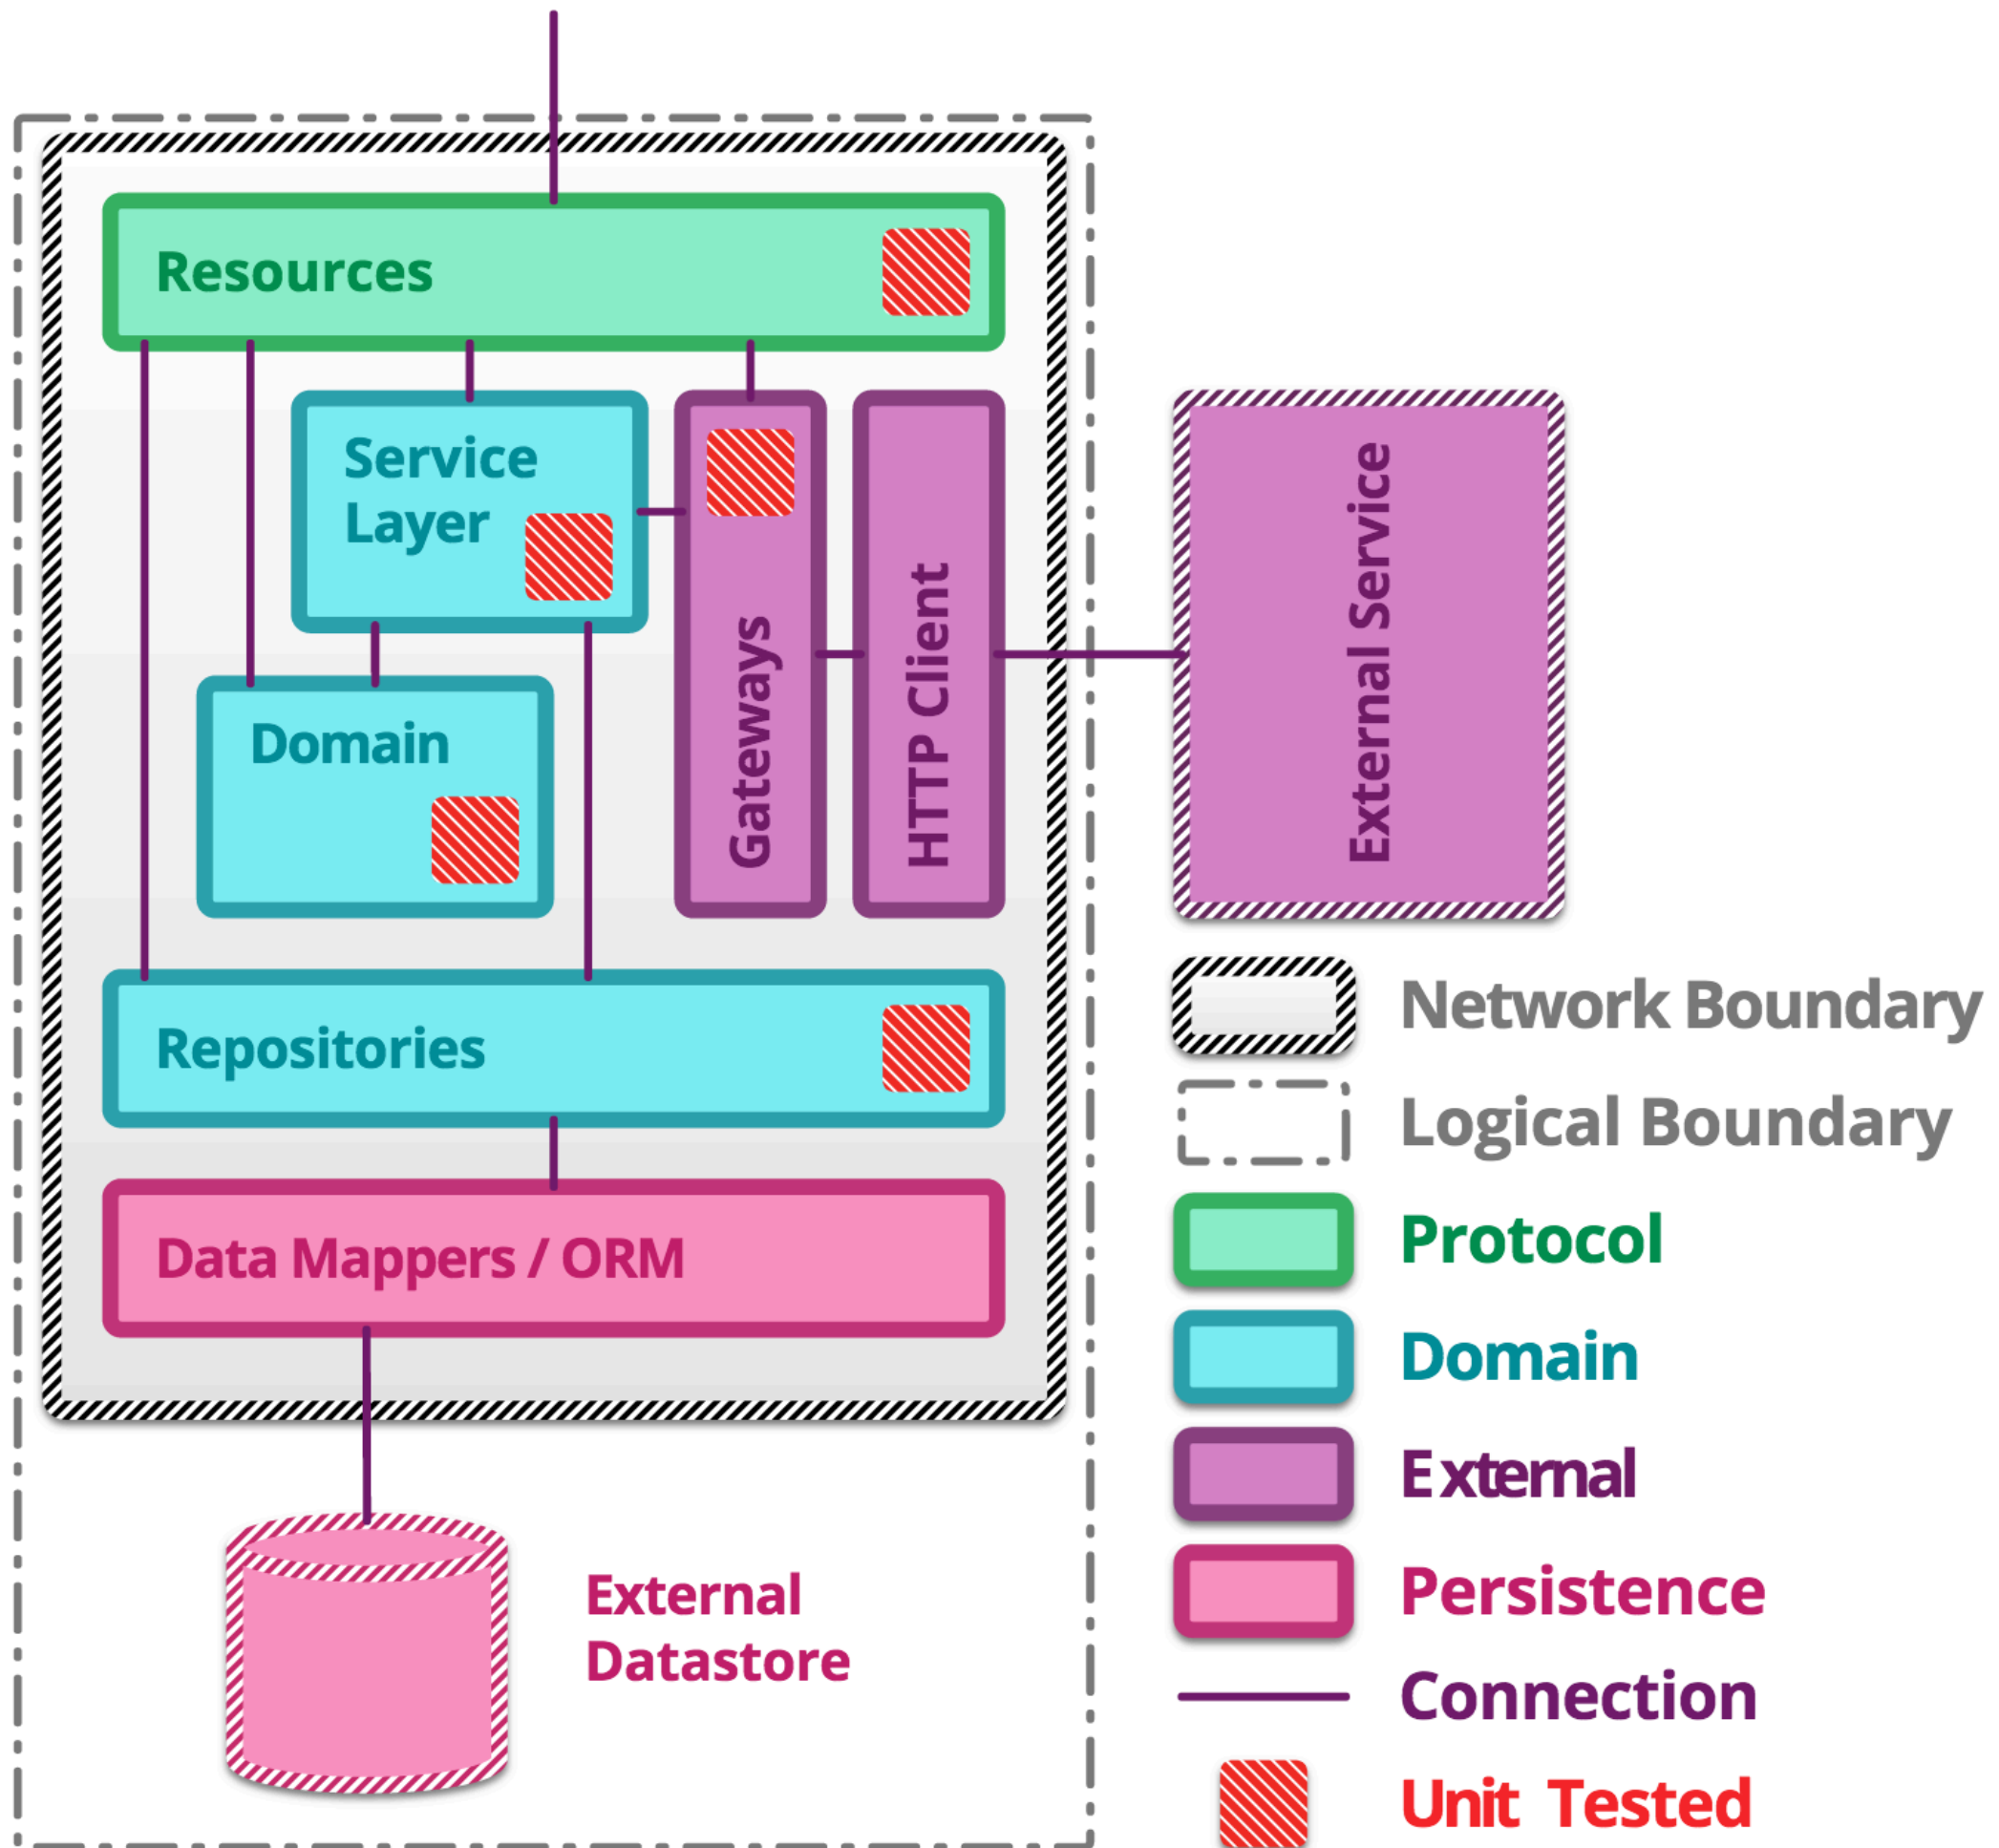 Resources
Service
Layer
Gateways
HTTP Client
External Service
Domain
Repositories
Data Mappers / ORM
External
Datastore
Network Boundary
Logical Boundary
Protocol
Domain
External
Persistence
Connection
Unit Tested